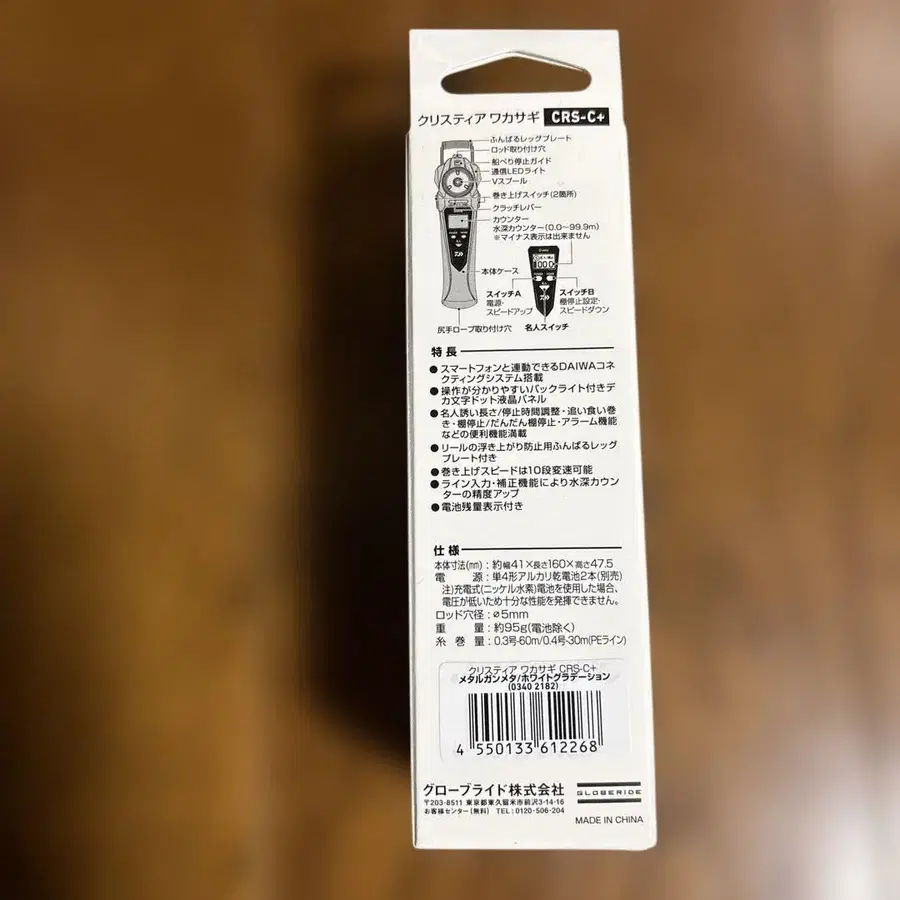 クリスティア ワカサギ CRS-C+
ふんばるレッグプレート
ロッド取り付け穴
船べり停止ガイド
通信LEDライト
Vスプール
巻き上げスイッチ(2箇所)
クラッチレバー
カウンター
水深カウンター(0.0〜99.9m)
※マイナス表示は出来ません
本体ケース
スイッチA
電源・
スピードアップ
スイッチB
棚停止設定・
スピードダウン
尻手ロープ取り付け穴
名人スイッチ
特長
●スマートフォンと連動できるDAIWAコネ
クティングシステム搭載
●操作が分かりやすいバックライト付きデ
カ文字ドット液晶パネル
●名人誘い長さ/停止時間調整・追い食い巻
き・棚停止/だんだん棚停止・アラーム機能
などの便利機能満載
●リールの浮き上がり防止用ふんばるレッグ
プレート付き
●巻き上げスピードは10段変速可能
●ライン入力・補正機能により水深カウン
ターの精度アップ
●電池残量表示付き
仕様
本体寸法(mm):約幅41×長さ160×高さ47.5
電源:単4形アルカリ乾電池2本(別売)
注)充電式(ニッケル水素)電池を使用した場合、
電圧が低いため十分な性能を発揮できません。
ロッド穴径:ø5mm
重量:約95g(電池除く)
糸巻量:0.3号-60m/0.4号-30m(PEライン)
クリスティア ワカサギ CRS-C+
メタルガンメタ/ホワイトグラデーション
(0340 2182)
4 550133 612268
グローブライド株式会社
〒203-8511 東京都東久留米市前沢3-14-16
お客様センター(無料) TEL:0120-506-204
GLOBERIDE
MADE IN CHINA